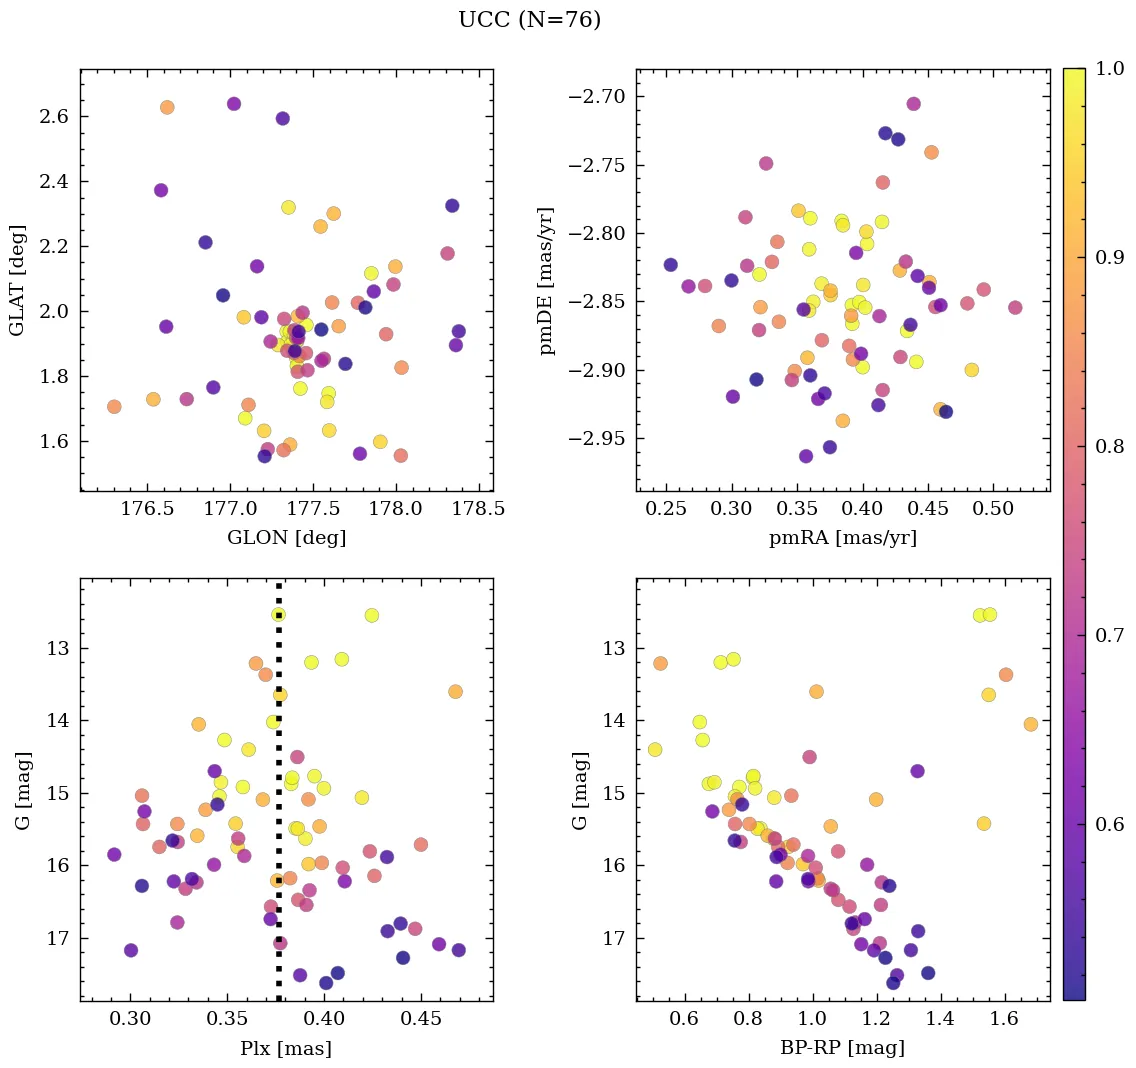 UCC (N=76)
2.6
2.4
2.2
2.0
1.8
1.6
GLAT [deg]
176.5 177.0 177.5 178.0 178.5
GLON [deg]
−2.70
−2.75
−2.80
−2.85
−2.90
−2.95
pmDE [mas/yr]
0.25 0.30 0.35 0.40 0.45 0.50
pmRA [mas/yr]
1.0
0.9
0.8
0.7
0.6
13
14
15
16
17
G [mag]
0.30 0.35 0.40 0.45
Plx [mas]
13
14
15
16
17
G [mag]
0.6 0.8 1.0 1.2 1.4 1.6
BP-RP [mag]